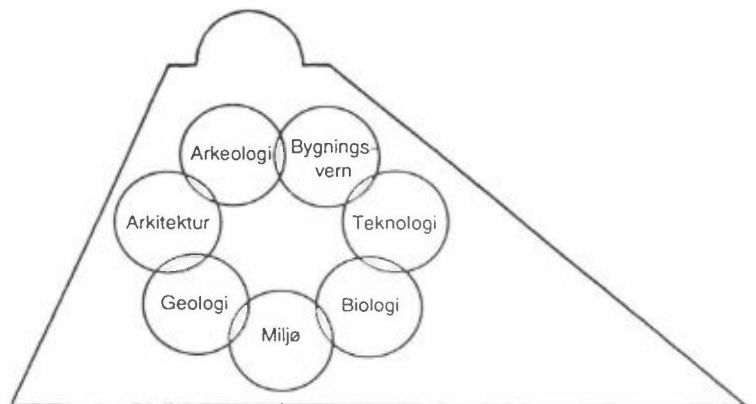 Arkeologi
Bygnings-
vern
Arkitektur
Teknologi
Geologi
Biologi
Miljø